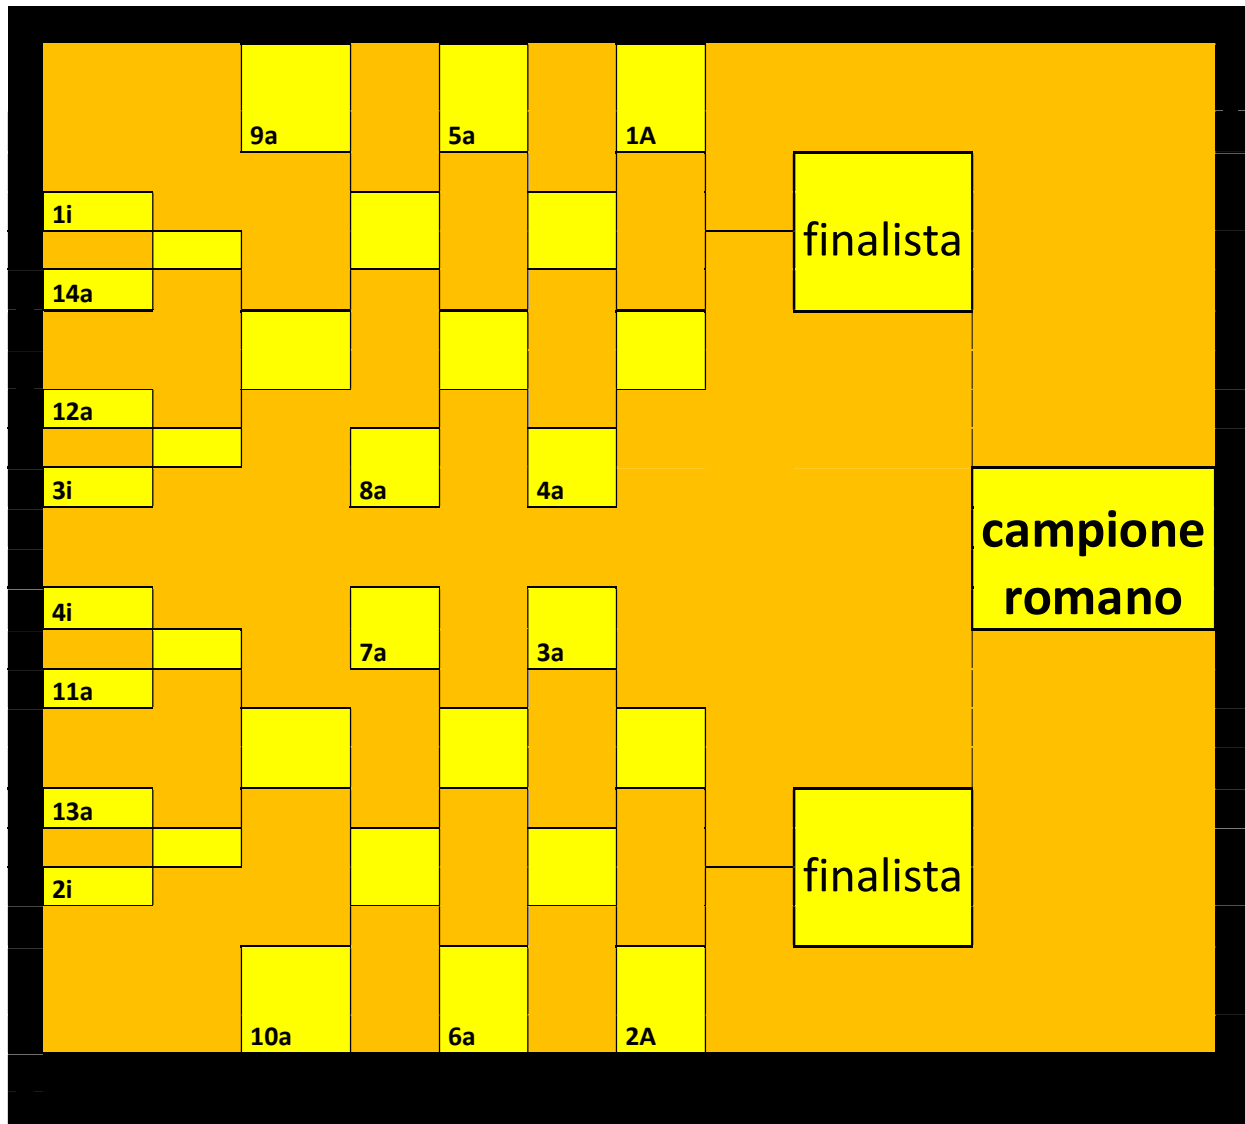 9a 5a 1A
1i
finalista
14a
12a
3i 8a 4a
campione
romano
4i
7a 3a
11a
13a
finalista
2i
10a 6a 2A